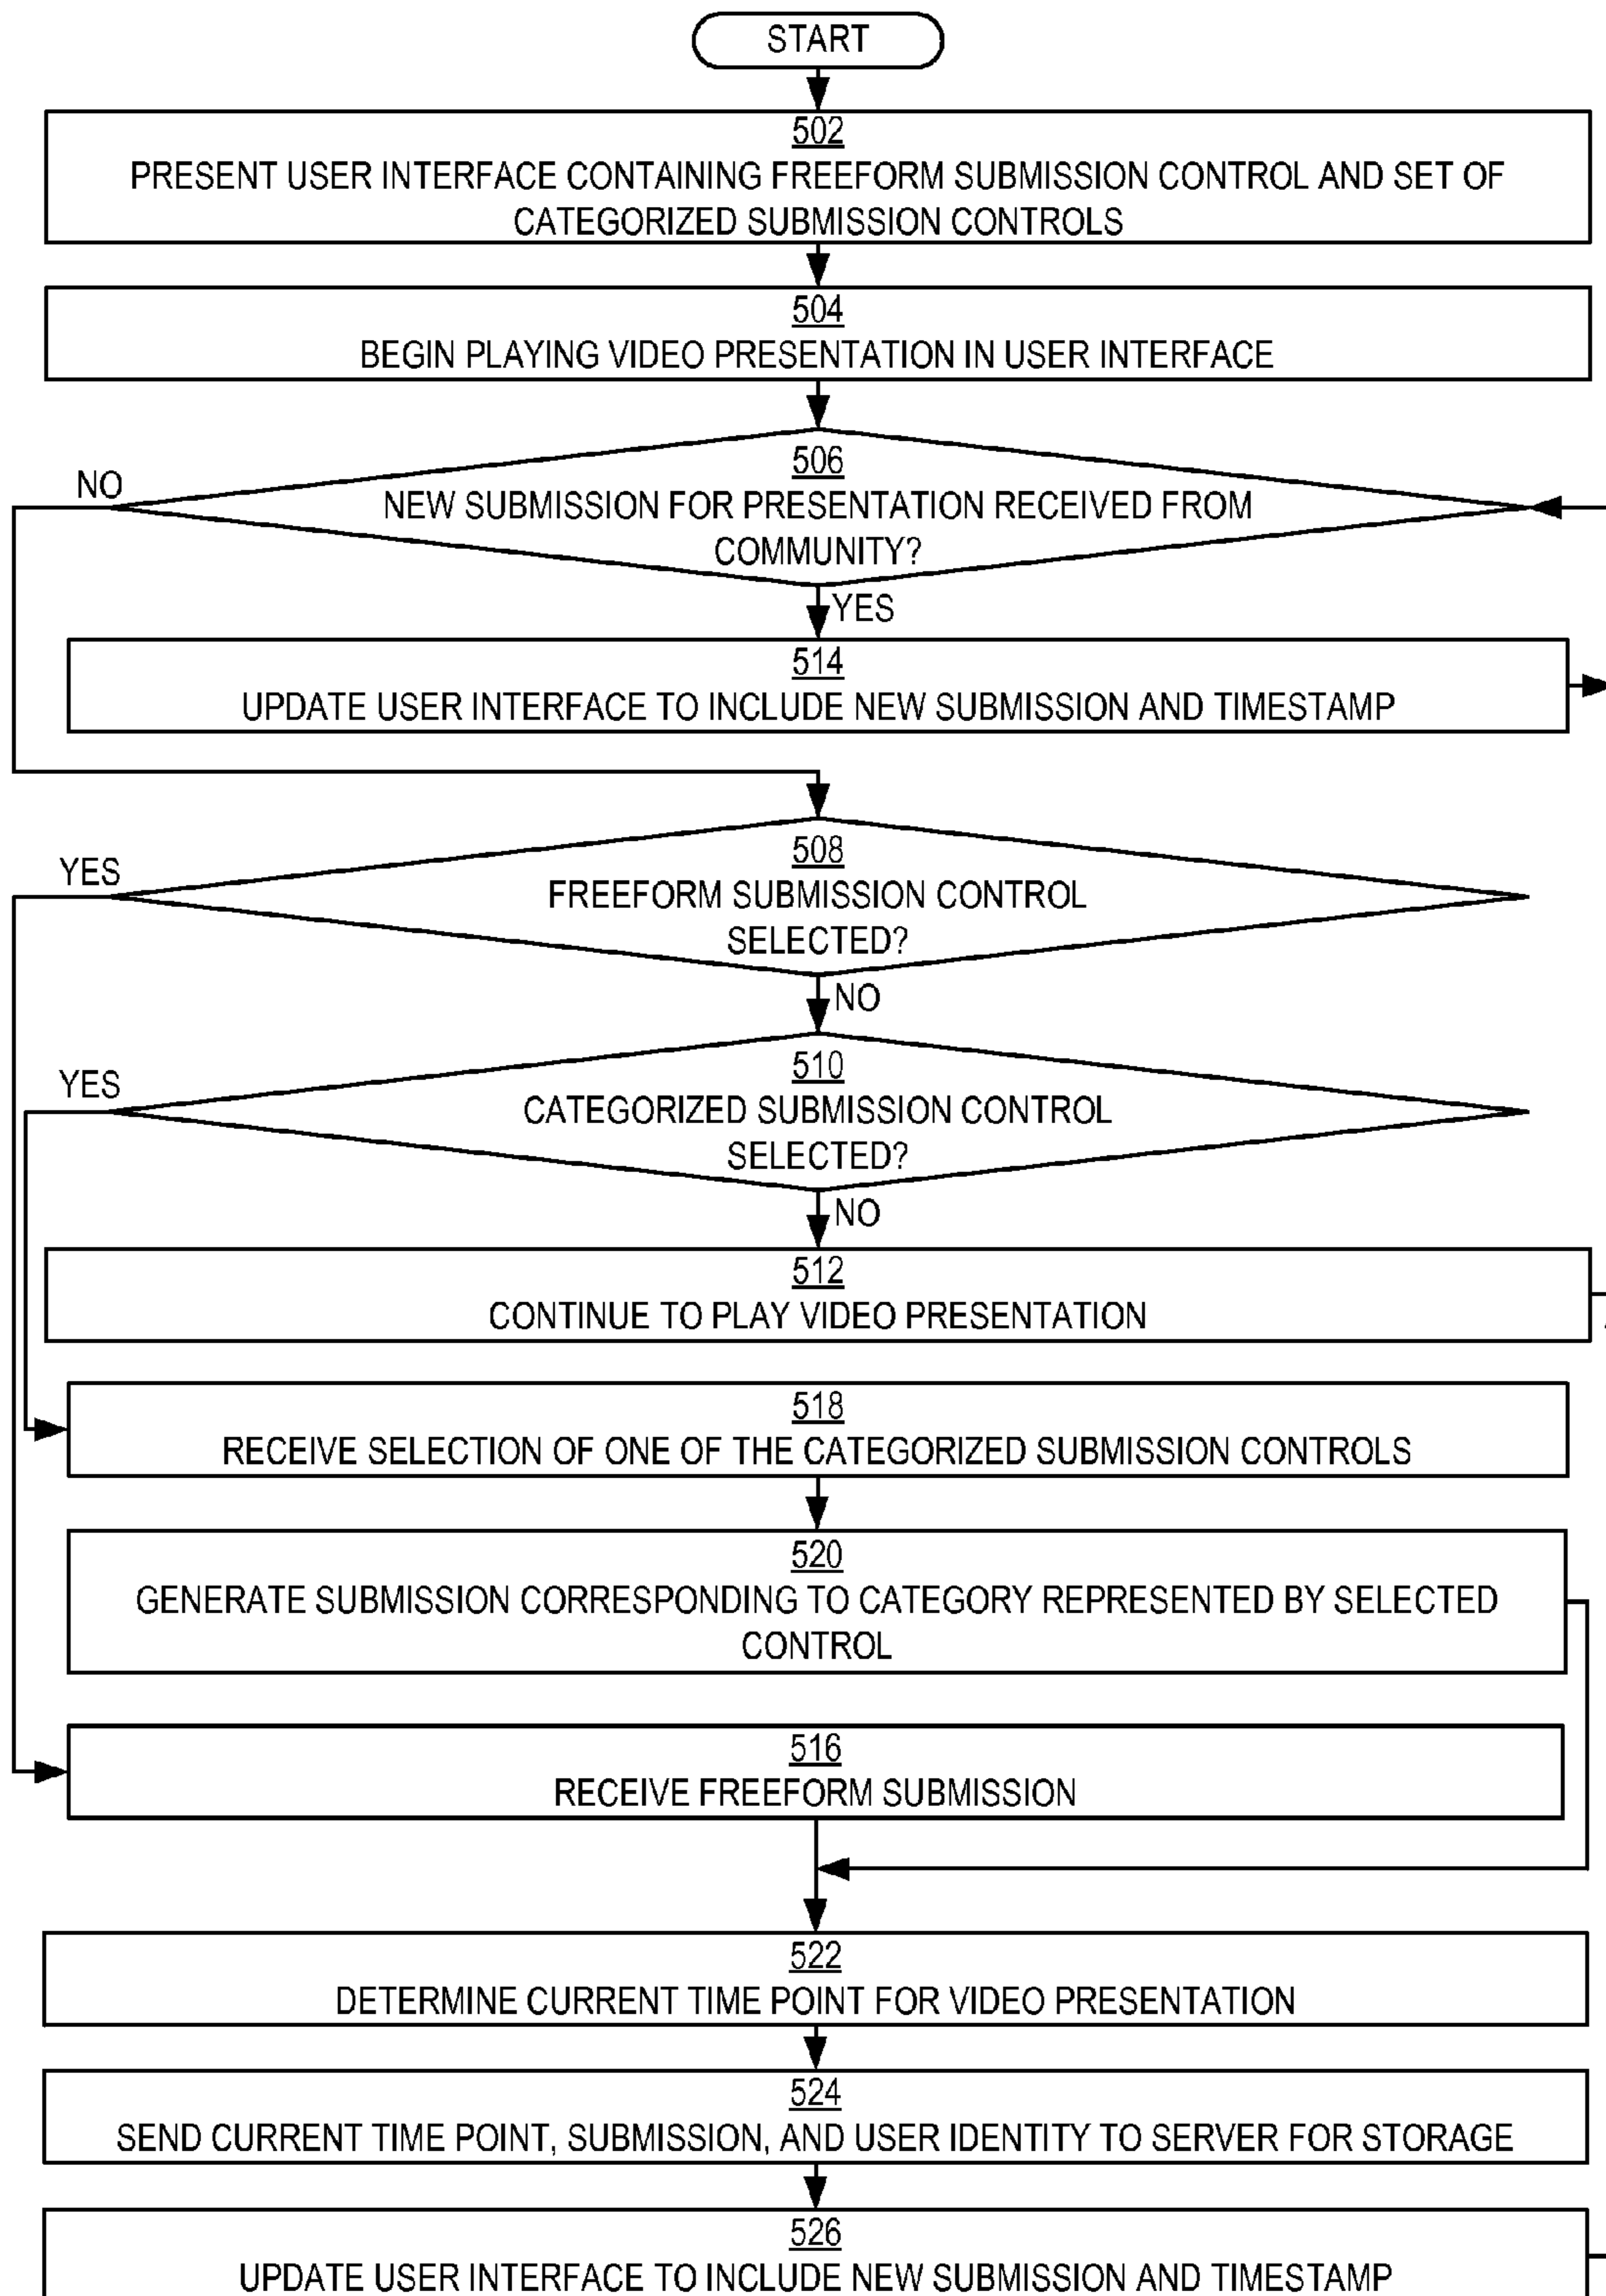 START
502
PRESENT USER INTERFACE CONTAINING FREEFORM SUBMISSION CONTROL AND SET OF
CATEGORIZED SUBMISSION CONTROLS
504
BEGIN PLAYING VIDEO PRESENTATION IN USER INTERFACE
506
NO
NEW SUBMISSION FOR PRESENTATION RECEIVED FROM
COMMUNITY?
YES
514
UPDATE USER INTERFACE TO INCLUDE NEW SUBMISSION AND TIMESTAMP
508
YES
FREEFORM SUBMISSION CONTROL
SELECTED?
NO
510
YES
CATEGORIZED SUBMISSION CONTROL
SELECTED?
NO
512
CONTINUE TO PLAY VIDEO PRESENTATION
518
RECEIVE SELECTION OF ONE OF THE CATEGORIZED SUBMISSION CONTROLS
520
GENERATE SUBMISSION CORRESPONDING TO CATEGORY REPRESENTED BY SELECTED
CONTROL
516
RECEIVE FREEFORM SUBMISSION
522
DETERMINE CURRENT TIME POINT FOR VIDEO PRESENTATION
524
SEND CURRENT TIME POINT, SUBMISSION, AND USER IDENTITY TO SERVER FOR STORAGE
526
UPDATE USER INTERFACE TO INCLUDE NEW SUBMISSION AND TIMESTAMP